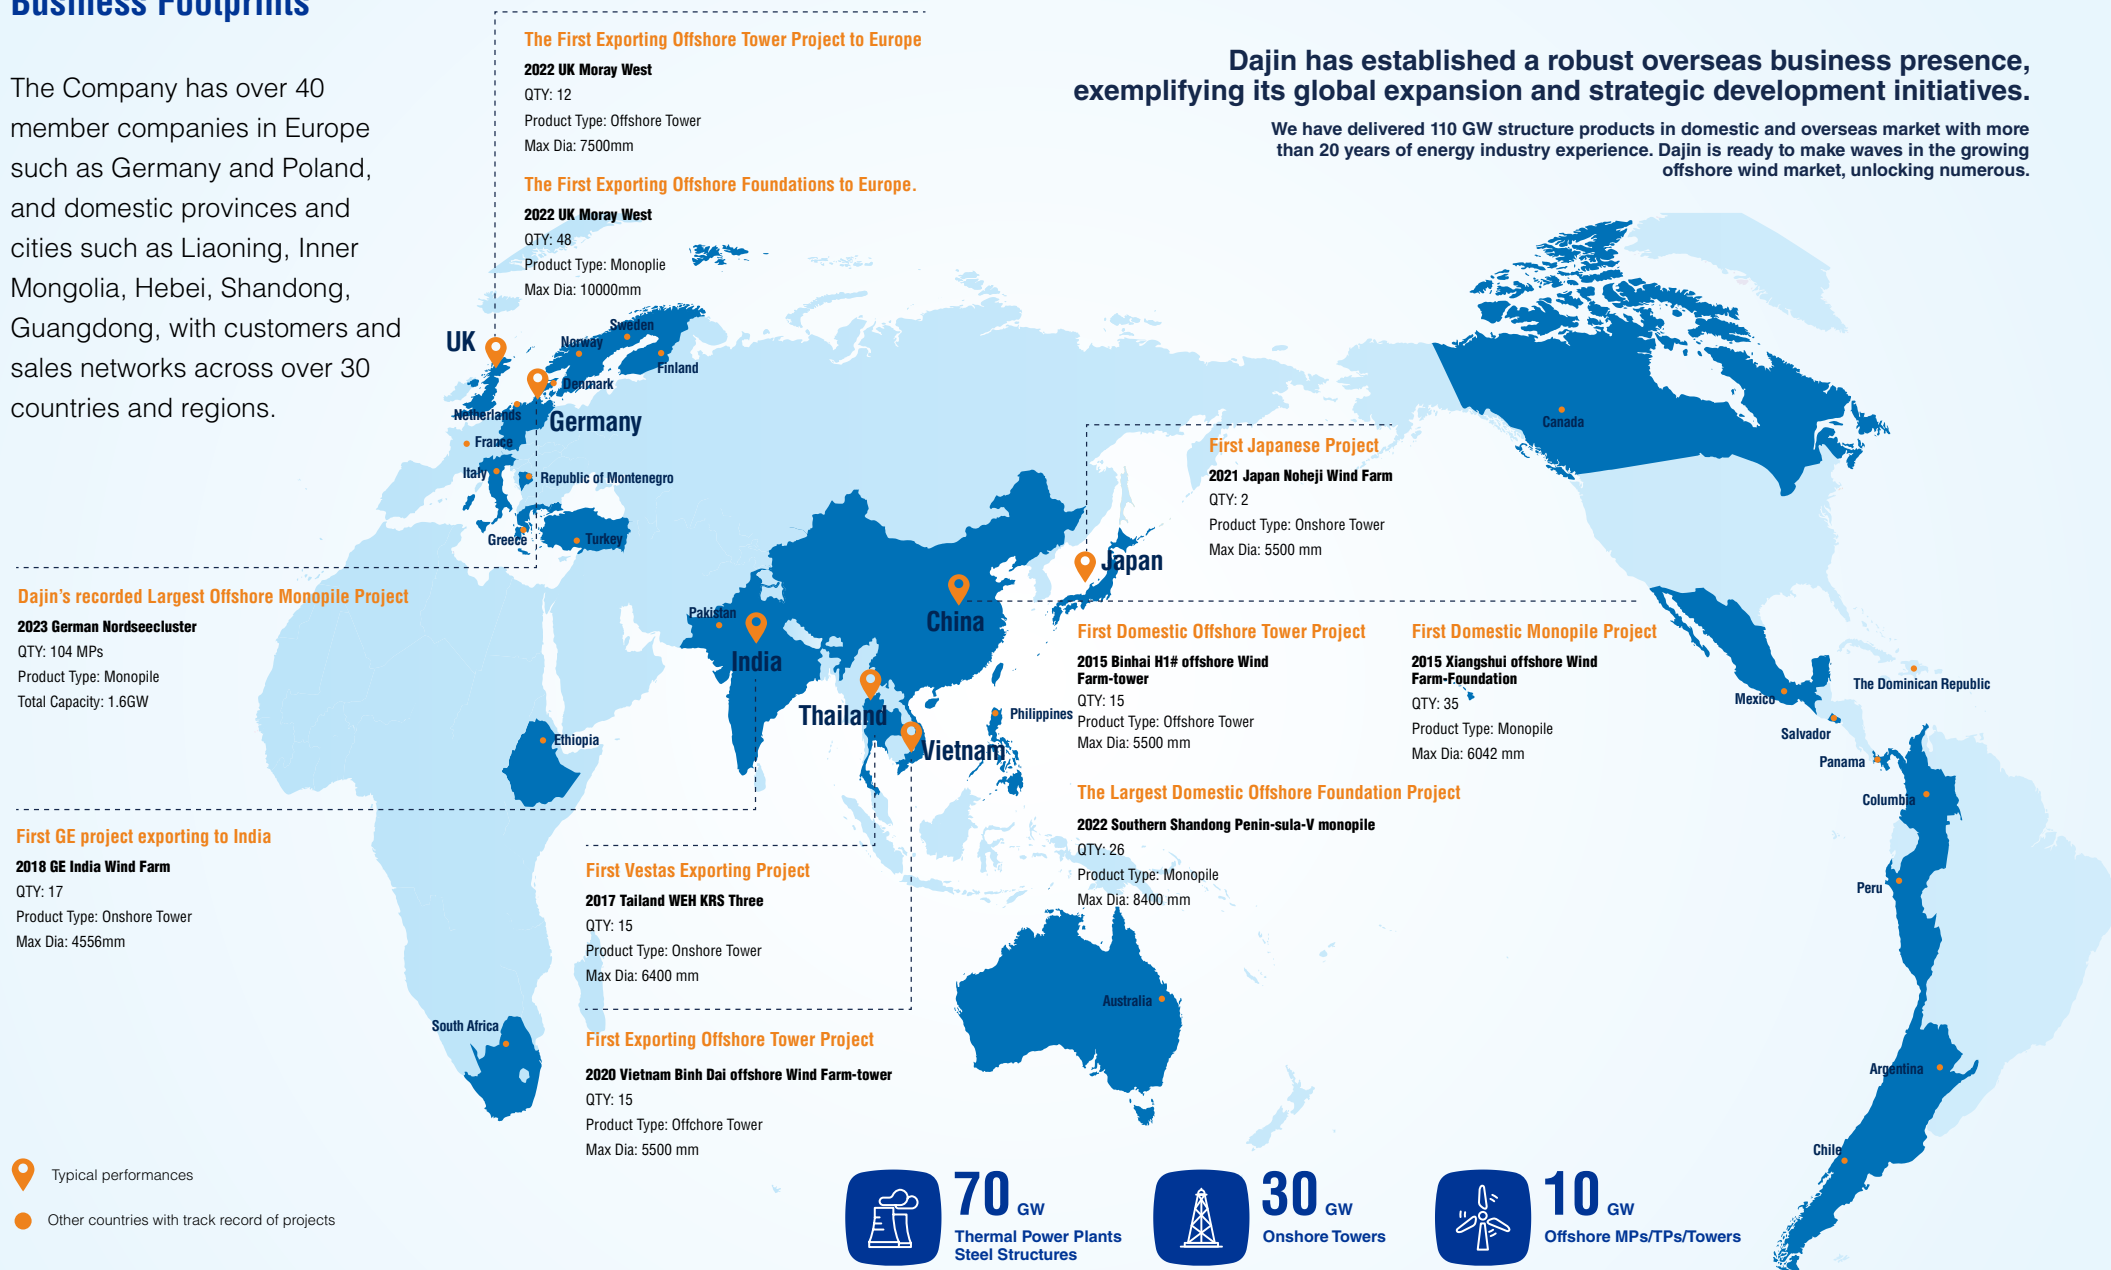 Business Footprints
The Company has over 40
member companies in Europe
such as Germany and Poland,
and domestic provinces and
cities such as Liaoning, Inner
Mongolia, Hebei, Shandong,
Guangdong, with customers and
sales networks across over 30
countries and regions.
The First Exporting Offshore Tower Project to Europe
2022 UK Moray West
QTY: 12
Product Type: Offshore Tower
Max Dia: 7500mm
The First Exporting Offshore Foundations to Europe.
2022 UK Moray West
QTY: 48
Product Type: Monoplie
Max Dia: 10000mm
Dajin has established a robust overseas business presence,
exemplifying its global expansion and strategic development initiatives.
We have delivered 110 GW structure products in domestic and overseas market with more
than 20 years of energy industry experience. Dajin is ready to make waves in the growing
offshore wind market, unlocking numerous.
UK
Sweden
Norway
Finland
Denmark
Netherlands
Germany
France
Italy
Republic of Montenegro
Greece
Turkey
Canada
First Japanese Project
2021 Japan Noheji Wind Farm
QTY: 2
Product Type: Onshore Tower
Max Dia: 5500 mm
Japan
China
Pakistan
India
Thailand
Vietnam
Philippines
Dajin's recorded Largest Offshore Monopile Project
2023 German Nordseecluster
QTY: 104 MPs
Product Type: Monopile
Total Capacity: 1.6GW
First Domestic Offshore Tower Project
2015 Binhai H1# offshore Wind
Farm-tower
QTY: 15
Product Type: Offshore Tower
Max Dia: 5500 mm
First Domestic Monopile Project
2015 Xiangshui offshore Wind
Farm-Foundation
QTY: 35
Product Type: Monopile
Max Dia: 6042 mm
The Largest Domestic Offshore Foundation Project
2022 Southern Shandong Penin-sula-V monopile
QTY: 26
Product Type: Monopile
Max Dia: 8400 mm
Mexico
The Dominican Republic
Salvador
Panama
Columbia
Peru
Argentina
Chile
Ethiopia
South Africa
Australia
First GE project exporting to India
2018 GE India Wind Farm
QTY: 17
Product Type: Onshore Tower
Max Dia: 4556mm
First Vestas Exporting Project
2017 Tailand WEH KRS Three
QTY: 15
Product Type: Onshore Tower
Max Dia: 6400 mm
First Exporting Offshore Tower Project
2020 Vietnam Binh Dai offshore Wind Farm-tower
QTY: 15
Product Type: Offchore Tower
Max Dia: 5500 mm
Typical performances
Other countries with track record of projects
70 GW
Thermal Power Plants
Steel Structures
30 GW
Onshore Towers
10 GW
Offshore MPs/TPs/Towers